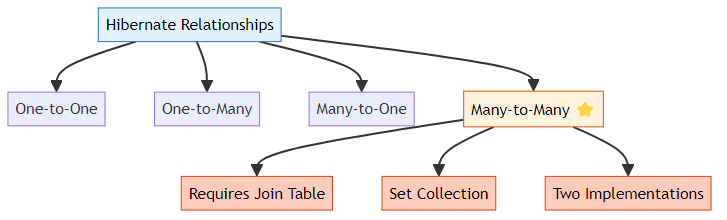 Hibernate Relationships
One-to-One
One-to-Many
Many-to-One
Many-to-Many ⭐
Requires Join Table
Set Collection
Two Implementations